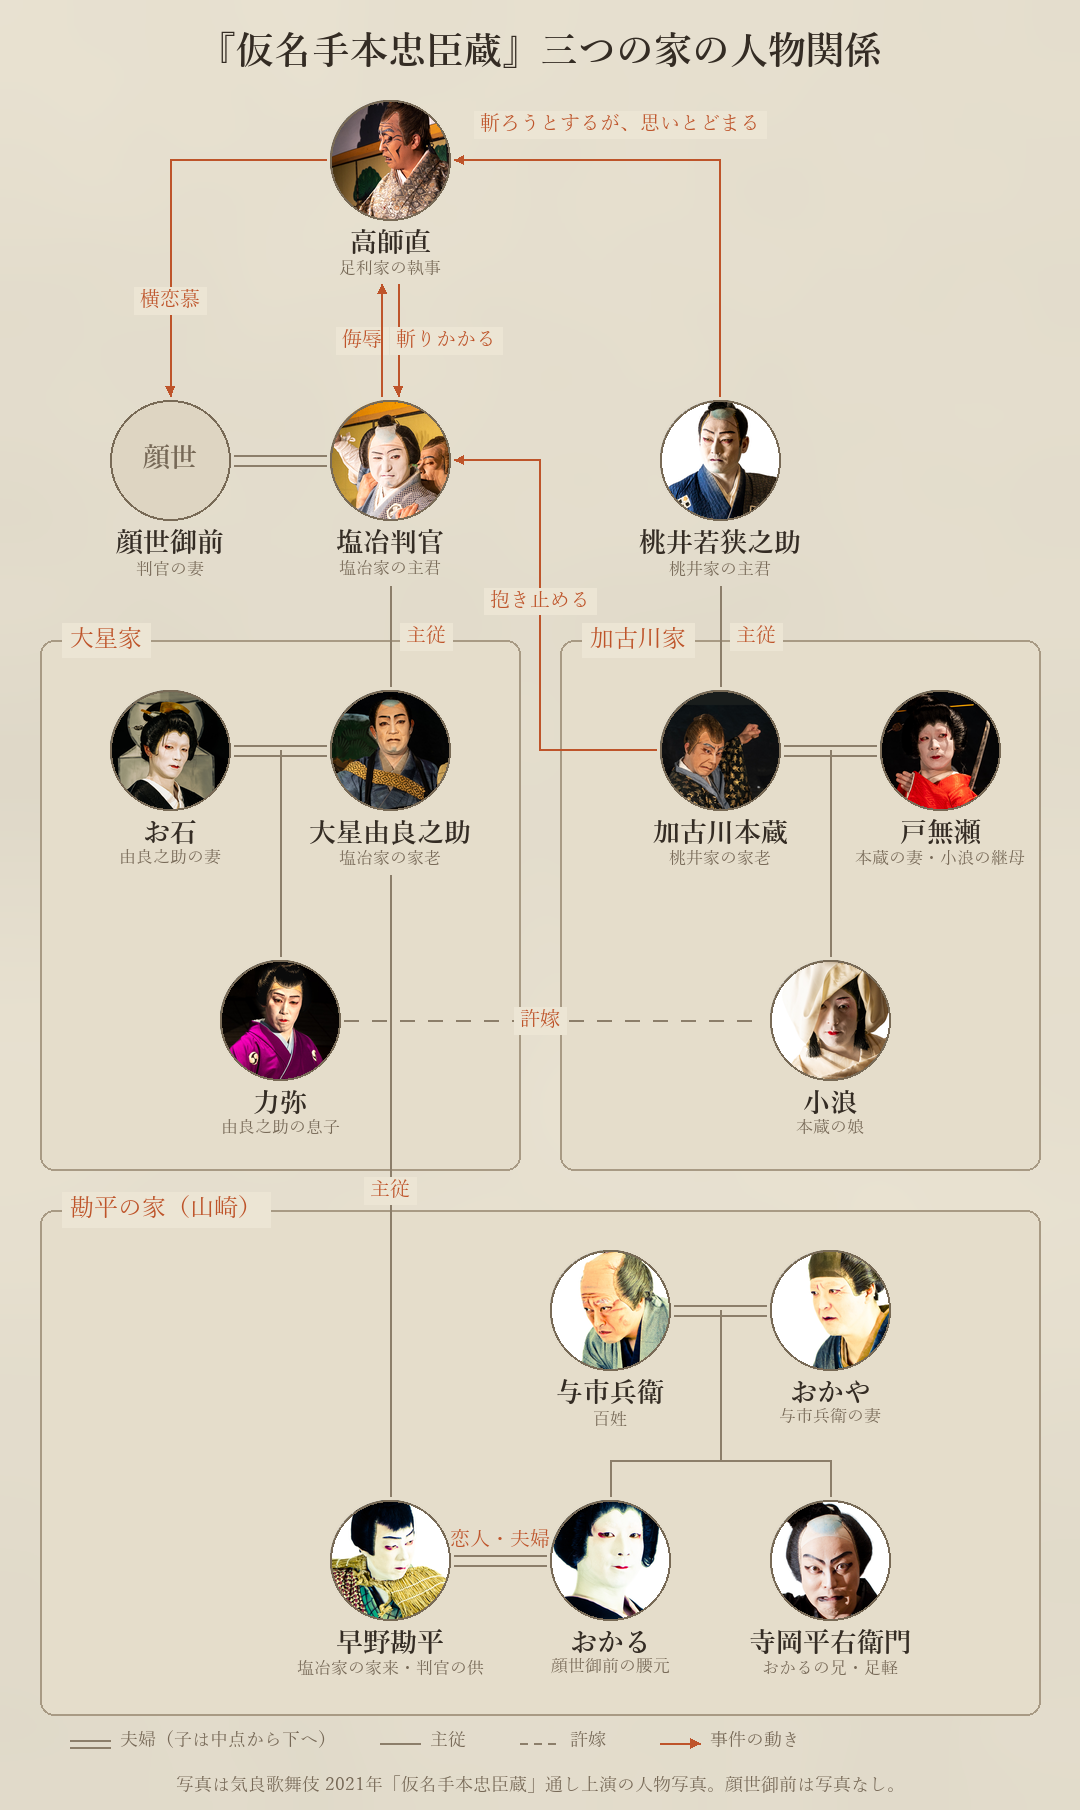 『仮名手本忠臣蔵』三つの家の人物関係
斬ろうとするが、思いとどまる
高師直
足利家の執事
横恋慕
侮辱
斬りかかる
顔世
顔世御前
判官の妻
塩冶判官
塩冶家の主君
桃井若狭之助
桃井家の主君
抱き止める
大星家
主従
加古川家
主従
お石
由良之助の妻
大星由良之助
塩冶家の家老
加古川本蔵
桃井家の家老
戸無瀬
本蔵の妻・小浪の継母
許嫁
力弥
由良之助の息子
小浪
本蔵の娘
主従
勘平の家（山崎）
与市兵衛
百姓
おかや
与市兵衛の妻
恋人・夫婦
早野勘平
塩冶家の家来・判官の供
おかる
顔世御前の腰元
寺岡平右衛門
おかるの兄・足軽
夫婦（子は中点から下へ）
主従
許嫁
事件の動き
写真は気良歌舞伎 2021年「仮名手本忠臣蔵」通し上演の人物写真。顔世御前は写真なし。